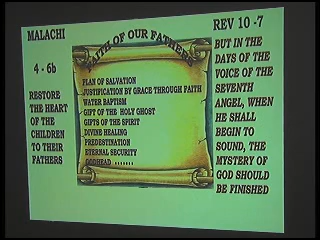 MALACHI
4 - 6b
RESTORE
THE HEART
OF THE
CHILDREN
TO THEIR
FATHERS
FAITH OF OUR FATHERS
PLAN OF SALVATION
JUSTIFICATION BY GRACE THROUGH FAITH
WATER BAPTISM
GIFT OF THE HOLY GHOST
GIFTS OF THE SPIRIT
DIVINE HEALING
PREDESTINATION
ETERNAL SECURITY
GODHEAD .......
REV 10 -7
BUT IN THE
DAYS OF THE
VOICE OF THE
SEVENTH
ANGEL, WHEN
HE SHALL
BEGIN TO
SOUND, THE
MYSTERY OF
GOD SHOULD
BE FINISHED